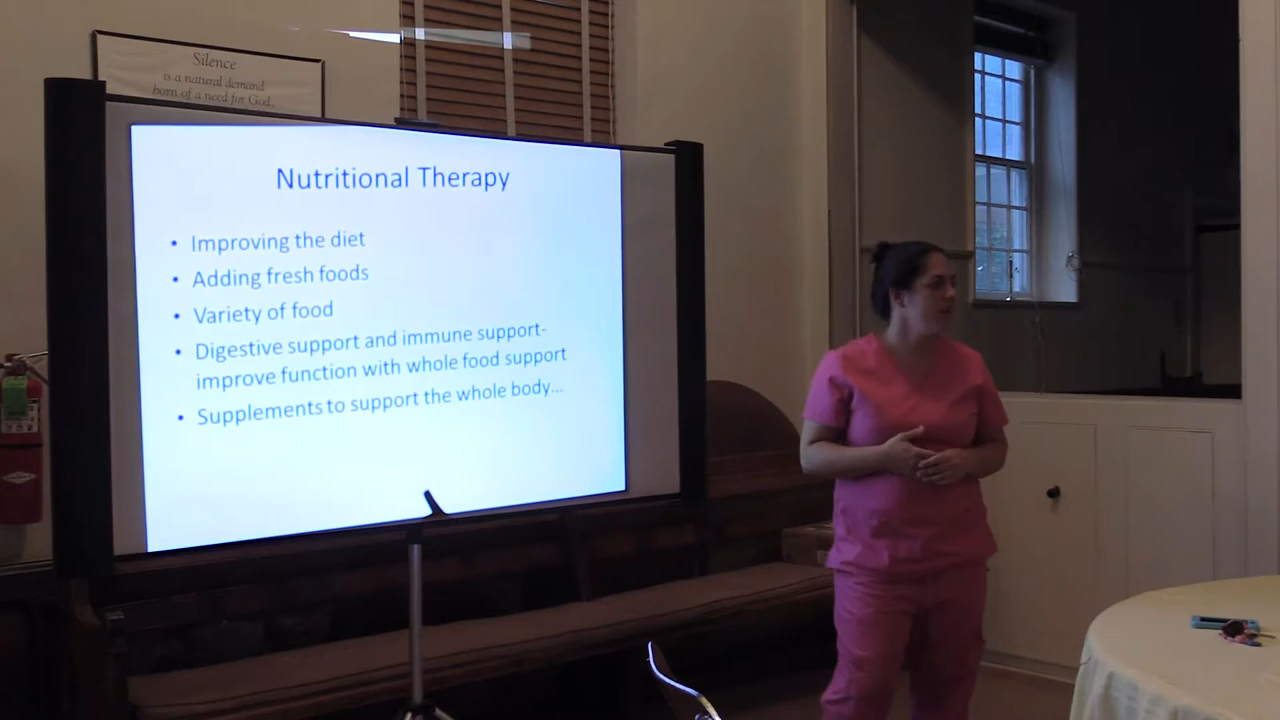 Silence
is a natural demand
born of a need for God.
Nutritional Therapy
• Improving the diet
• Adding fresh foods
• Variety of food
• Digestive support and immune support-
improve function with whole food support
• Supplements to support the whole body...